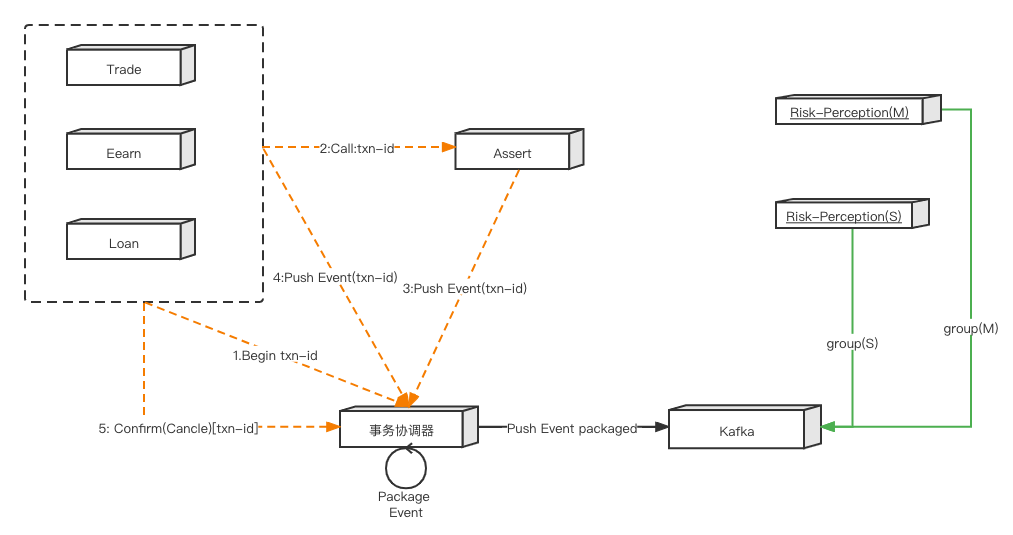 Trade
Eearn
Loan
2:Call:txn-id
Assert
Risk-Perception(M)
Risk-Perception(S)
4:Push Event(txn-id)
3:Push Event(txn-id)
group(M)
group(S)
1.Begin txn-id
5: Confirm(Cancle)[txn-id]
事务协调器
Push Event packaged
Kafka
Package
Event